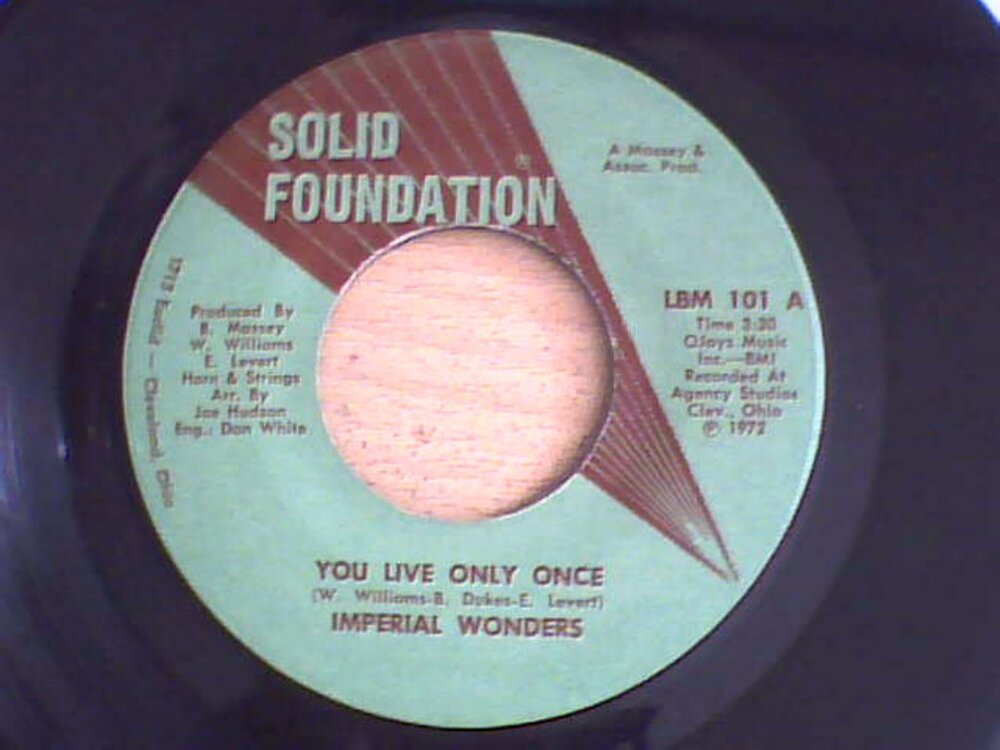 SOLID
FOUNDATION
®
A Massey &
Assoc. Prod.
1713 Euclid — Cleveland, Ohio
Produced By
B. Massey
W. Williams
E. Levert
Horn & Strings
Arr. By
Joe Hudson
Eng.: Don White
LBM 101 A
Time 3:20
OJays Music
Inc.—BMI
Recorded At
Agency Studios
Clev., Ohio
℗ 1972
YOU LIVE ONLY ONCE
(W. Williams-B. Dukes-E. Levert)
IMPERIAL WONDERS